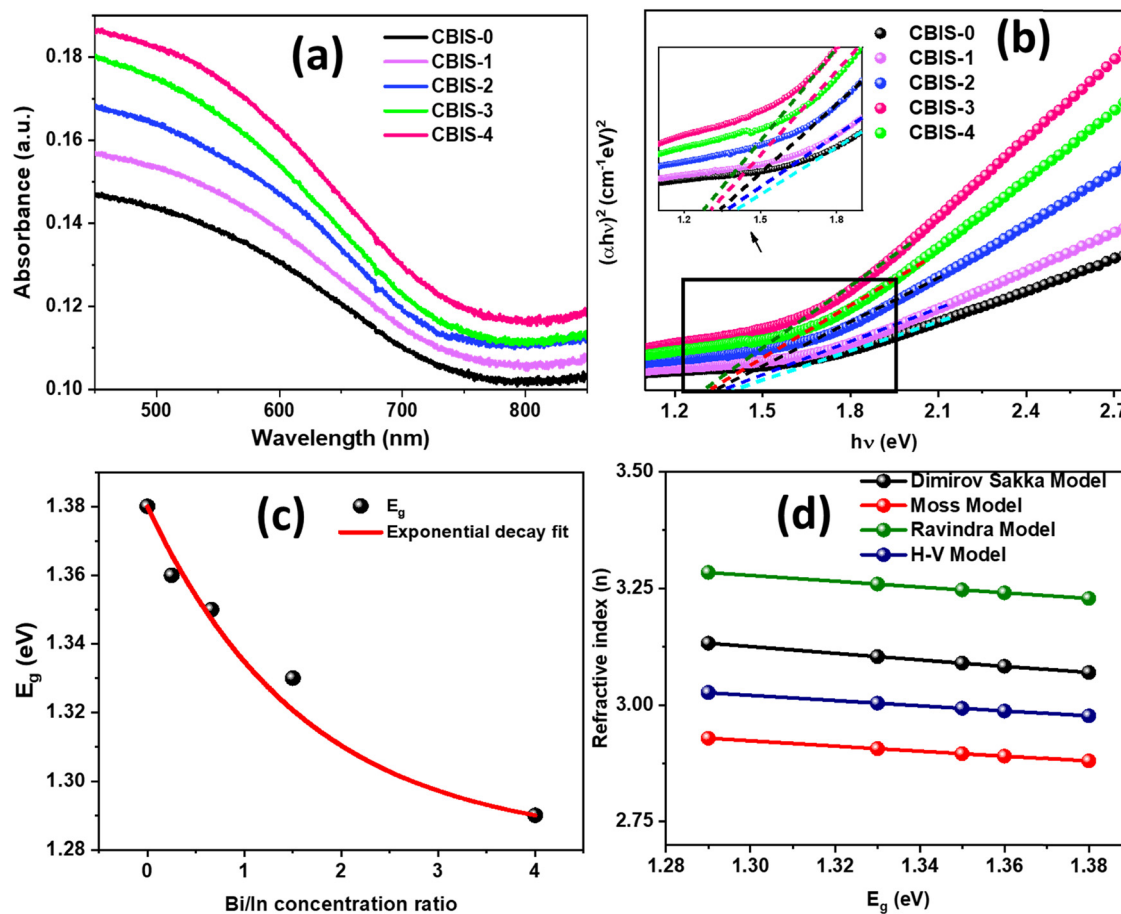 (a)
CBIS-0
CBIS-1
CBIS-2
CBIS-3
CBIS-4
Absorbance (a.u.)
0.18
0.16
0.14
0.12
0.10
500 600 700 800
Wavelength (nm)
(b)
CBIS-0
CBIS-1
CBIS-2
CBIS-3
CBIS-4
(αhν)² (cm⁻¹eV)²
1.2 1.5 1.8
1.2 1.5 1.8 2.1 2.4 2.7
hν (eV)
(c)
E_g
Exponential decay fit
E_g (eV)
1.38
1.36
1.34
1.32
1.30
1.28
0 1 2 3 4
Bi/In concentration ratio
(d)
Dimirov Sakka Model
Moss Model
Ravindra Model
H-V Model
Refractive index (n)
3.50
3.25
3.00
2.75
1.28 1.30 1.32 1.34 1.36 1.38
E_g (eV)